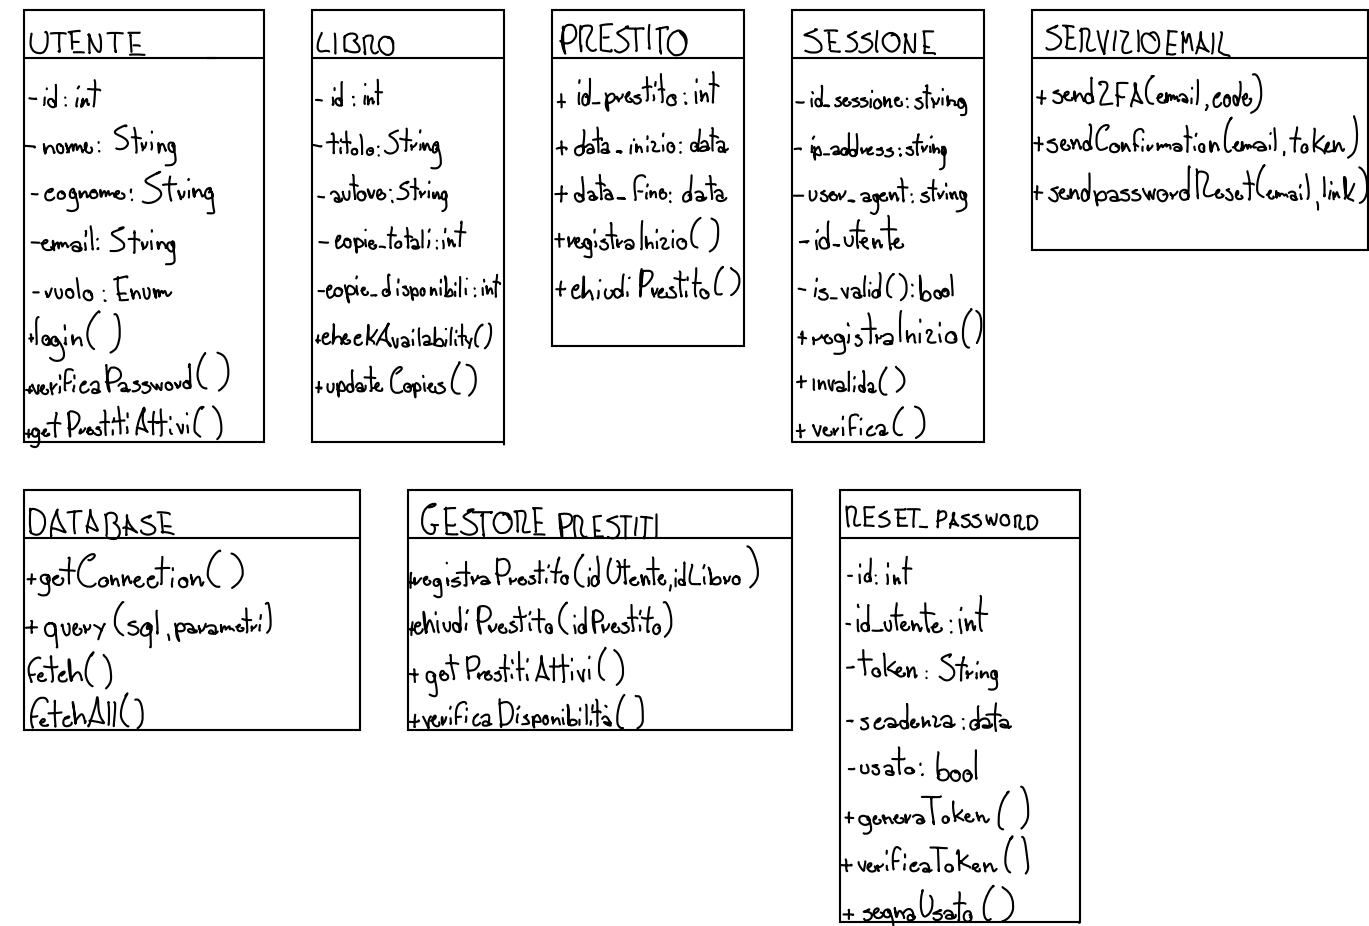 UTENTE
- id: int
- nome: String
- cognome: String
- email: String
- ruolo: Enum
+login()
+verificaPassword()
+getPrestitiAttivi()
LIBRO
- id: int
- titolo: String
- autore: String
- copie_totali: int
- copie_disponibili: int
+checkAvailability()
+updateCopies()
PRESTITO
+ id_prestito: int
+ data_inizio: data
+ data_fine: data
+registraInizio()
+chiudiPrestito()
SESSIONE
- id_sessione: string
- ip_address: string
- user_agent: string
- id_utente
- is_valid(): bool
+registraInizio()
+invalida()
+verifica()
SERVIZIOEMAIL
+send2FA(email, code)
+sendConfirmation(email, token)
+sendpasswordReset(email, link)
DATABASE
+getConnection()
+query(sql, parametri)
fetch()
fetchAll()
GESTORE PRESTITI
+registraPrestito(idUtente, idLibro)
+chiudiPrestito(idPrestito)
+getPrestitiAttivi()
+verificaDisponibilità()
RESET_PASSWORD
- id: int
- id_utente: int
- token: String
- scadenza: data
- usato: bool
+generaToken()
+verificaToken()
+segnaUsato()